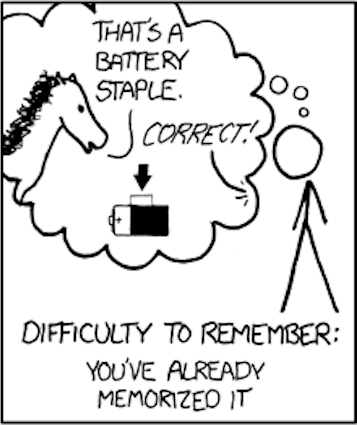 THAT'S A
BATTERY
STAPLE.
CORRECT!
+
DIFFICULTY TO REMEMBER:
YOU'VE ALREADY
MEMORIZED IT